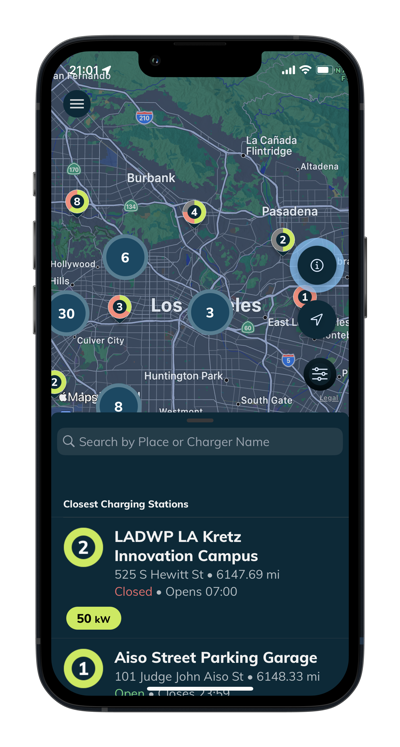 21:01
San Fernando
210
La Cañada
Flintridge
Altadena
170
Burbank
8
134
4
Pasadena
2
6
Hollywood
Hills
30
3
Los
3
eles
1
60
East L
Culver City
5
2
Huntington Park
Maps
8
South Gate
Legal
Westmont
Search by Place or Charger Name
Closest Charging Stations
2
LADWP LA Kretz
Innovation Campus
525 S Hewitt St • 6147.69 mi
Closed • Opens 07:00
50 kW
1
Aiso Street Parking Garage
101 Judge John Aiso St • 6148.33 mi
Open • Closes 23:59